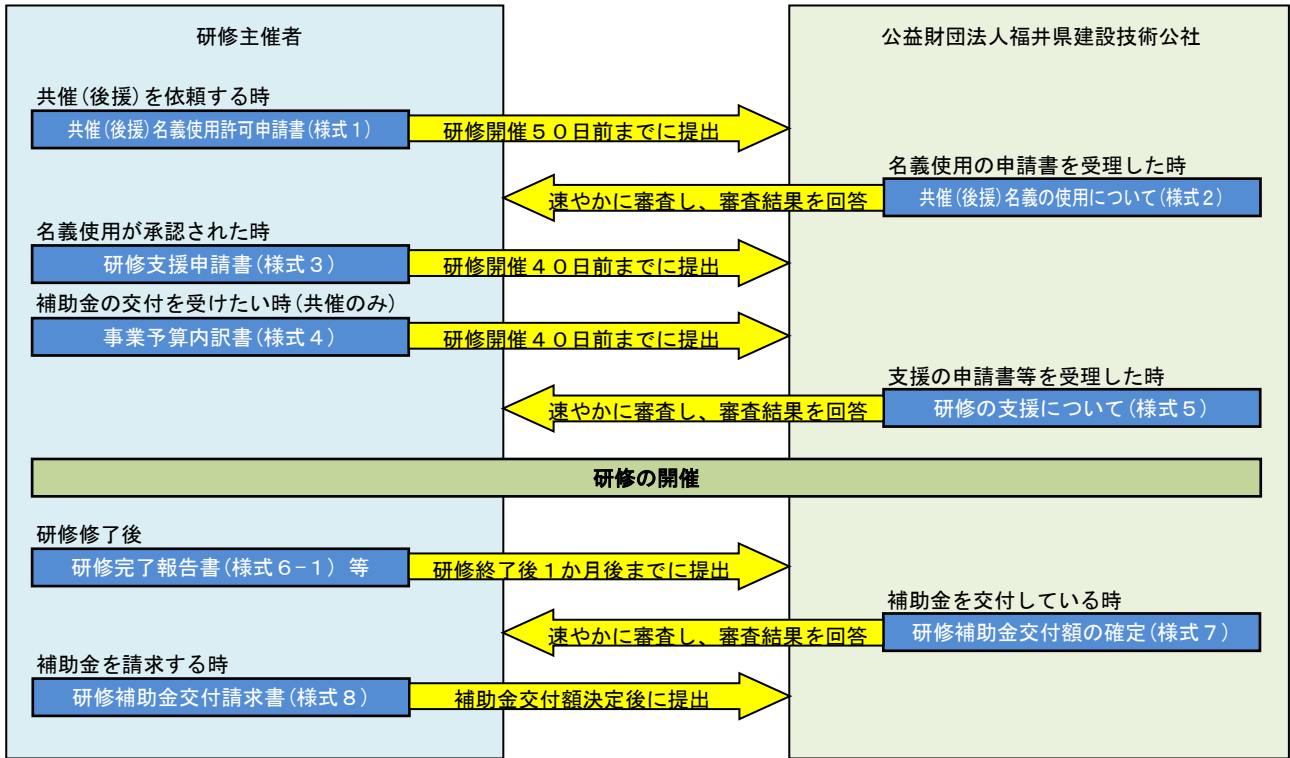 研修主催者
公益財団法人福井県建設技術公社
共催(後援)を依頼する時
共催(後援)名義使用許可申請書(様式１)
研修開催５０日前までに提出
名義使用の申請書を受理した時
速やかに審査し、審査結果を回答
共催(後援)名義の使用について(様式２)
名義使用が承認された時
研修支援申請書(様式３)
研修開催４０日前までに提出
補助金の交付を受けたい時(共催のみ)
事業予算内訳書(様式４)
研修開催４０日前までに提出
支援の申請書等を受理した時
速やかに審査し、審査結果を回答
研修の支援について(様式５)
研修の開催
研修修了後
研修完了報告書(様式６-１) 等
研修終了後１か月後までに提出
補助金を交付している時
速やかに審査し、審査結果を回答
研修補助金交付額の確定(様式７)
補助金を請求する時
研修補助金交付請求書(様式８)
補助金交付額決定後に提出